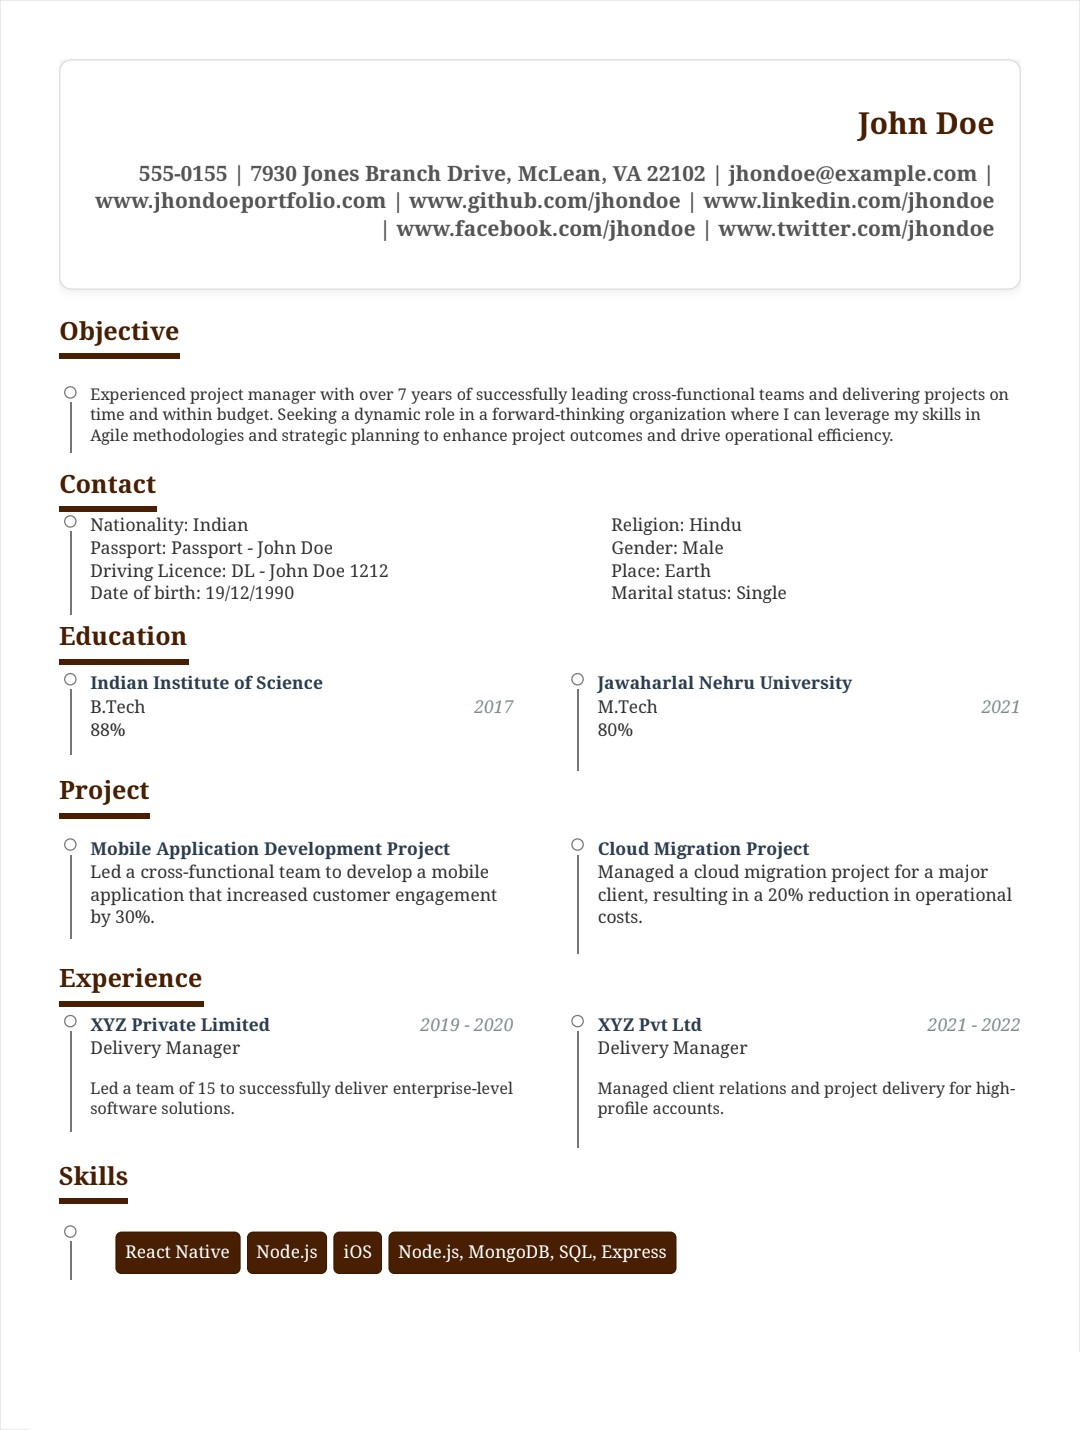 John Doe
555-0155 | 7930 Jones Branch Drive, McLean, VA 22102 | jhondoe@example.com |
www.jhondoeportfolio.com | www.github.com/jhondoe | www.linkedin.com/jhondoe
| www.facebook.com/jhondoe | www.twitter.com/jhondoe
Objective
Experienced project manager with over 7 years of successfully leading cross-functional teams and delivering projects on
time and within budget. Seeking a dynamic role in a forward-thinking organization where I can leverage my skills in
Agile methodologies and strategic planning to enhance project outcomes and drive operational efficiency.
Contact
Nationality: Indian
Passport: Passport - John Doe
Driving Licence: DL - John Doe 1212
Date of birth: 19/12/1990
Religion: Hindu
Gender: Male
Place: Earth
Marital status: Single
Education
Indian Institute of Science
B.Tech 2017
88%
Jawaharlal Nehru University
M.Tech 2021
80%
Project
Mobile Application Development Project
Led a cross-functional team to develop a mobile
application that increased customer engagement
by 30%.
Cloud Migration Project
Managed a cloud migration project for a major
client, resulting in a 20% reduction in operational
costs.
Experience
XYZ Private Limited 2019 - 2020
Delivery Manager
Led a team of 15 to successfully deliver enterprise-level
software solutions.
XYZ Pvt Ltd 2021 - 2022
Delivery Manager
Managed client relations and project delivery for high-
profile accounts.
Skills
React Native Node.js iOS Node.js, MongoDB, SQL, Express